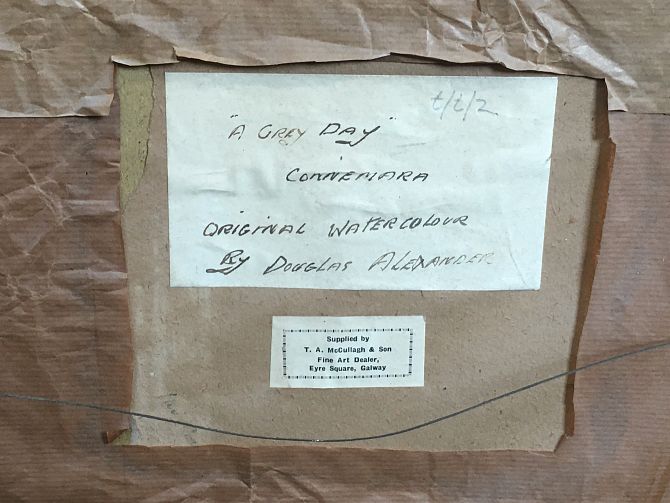 t/t/2
"A GREY DAY"
CONNEMARA
ORIGINAL WATERCOLOUR
By DOUGLAS ALEXANDER
Supplied by
T. A. McCullagh & Son
Fine Art Dealer,
Eyre Square, Galway